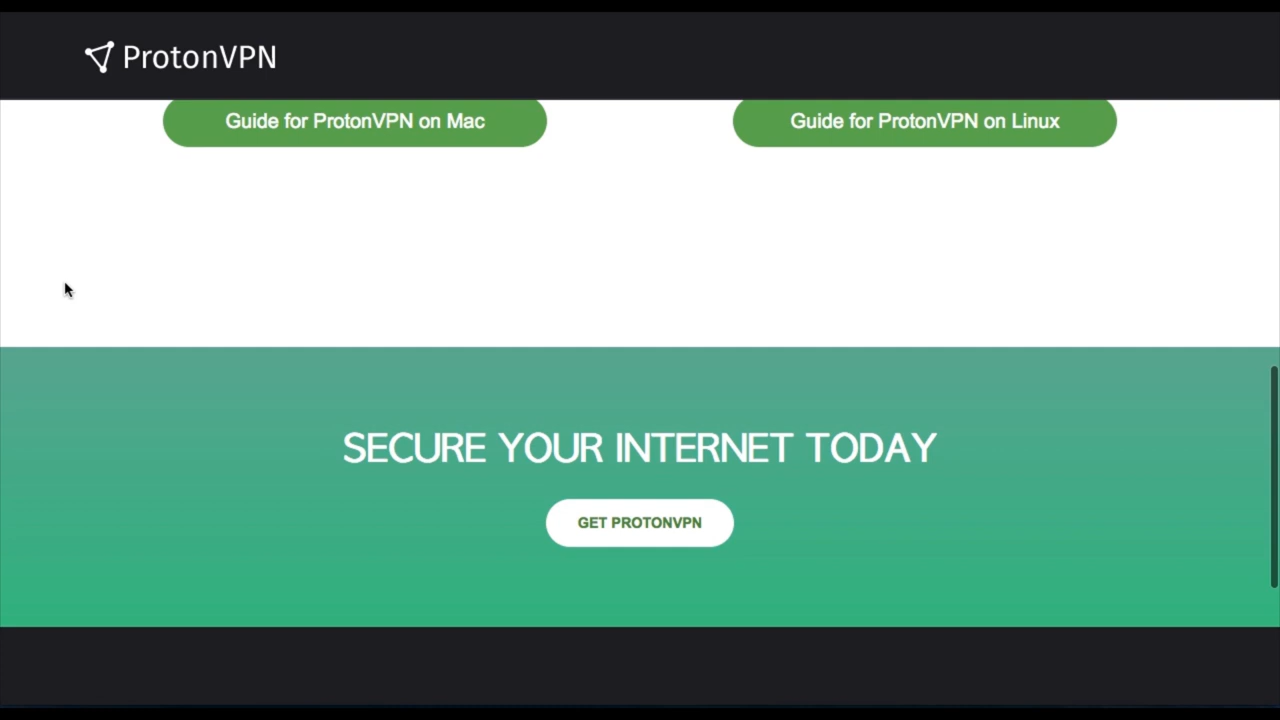 ProtonVPN
Guide for ProtonVPN on Mac
Guide for ProtonVPN on Linux
SECURE YOUR INTERNET TODAY
GET PROTONVPN